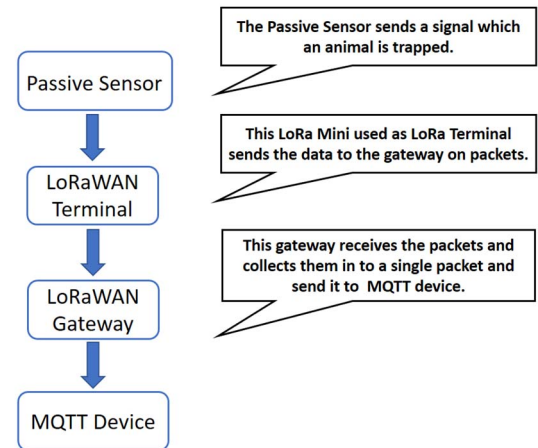 The Passive Sensor sends a signal which
an animal is trapped.
Passive Sensor
This LoRa Mini used as LoRa Terminal
sends the data to the gateway on packets.
LoRaWAN
Terminal
This gateway receives the packets and
collects them in to a single packet and
send it to MQTT device.
LoRaWAN
Gateway
MQTT Device